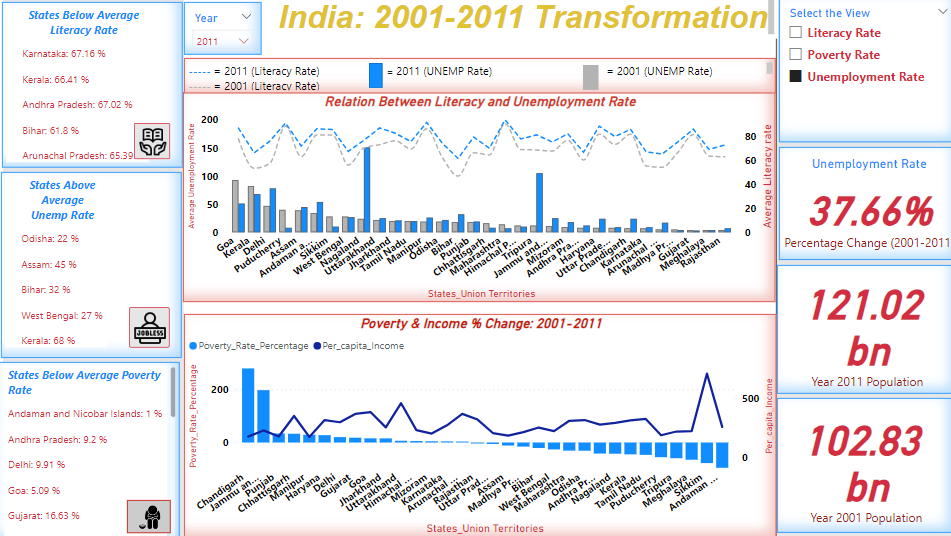 States Below Average
Literacy Rate
Karnataka: 67.16 %
Kerala: 66.41 %
Andhra Pradesh: 67.02 %
Bihar: 61.8 %
Arunachal Pradesh: 65.39
States Above
Average
Unemp Rate
Odisha: 22 %
Assam: 45 %
Bihar: 32 %
West Bengal: 27 %
Kerala: 68 %
JOBLESS
States Below Average Poverty
Rate
Andaman and Nicobar Islands: 1 %
Andhra Pradesh: 9.2 %
Delhi: 9.91 %
Goa: 5.09 %
Gujarat: 16.63 %
Year
2011
India: 2001-2011 Transformation
= 2011 (Literacy Rate)
= 2011 (UNEMP Rate)
= 2001 (UNEMP Rate)
= 2001 (Literacy Rate)
Relation Between Literacy and Unemployment Rate
Average Unemployment Rate
200
150
100
50
0
80
60
40
20
0
Average Literacy rate
Goa
Kerala
Delhi
Puducherry
Assam
Andaman a...
Sikkim
West Bengal
Nagaland
Uttarakhand
Jharkhand
Tamil Nadu
Manipur
Odisha
Bihar
Punjab
Chhattisgarh
Maharashtra
Himachal P...
Tripura
Jammu and...
Mizoram
Andhra Pra...
Haryana
Uttar Prade...
Chandigarh
Karnataka
Arunachal ...
Madhya Pr...
Gujarat
Meghalaya
Rajasthan
States_Union Territories
Poverty & Income % Change: 2001-2011
Poverty_Rate_Percentage
Per_capita_Income
Poverty_Rate_Percentage
200
0
500
0
Per_capita_Income
Chandigarh
Jammu an...
Punjab
Chhattisgarh
Manipur
Haryana
Delhi
Gujarat
Goa
Jharkhand
Uttarakhand
Himachal ...
Mizoram
Karnataka
Arunachal...
Rajasthan
Uttar Prad...
Assam
Madhya Pr...
Bihar
West Bengal
Maharashtra
Odisha
Andhra Pr...
Nagaland
Kerala
Tamil Nadu
Puducherry
Tripura
Meghalaya
Sikkim
Andaman ...
States_Union Territories
Select the View
Literacy Rate
Poverty Rate
Unemployment Rate
Unemployment Rate
37.66%
Percentage Change (2001-2011
121.02
bn
Year 2011 Population
102.83
bn
Year 2001 Population